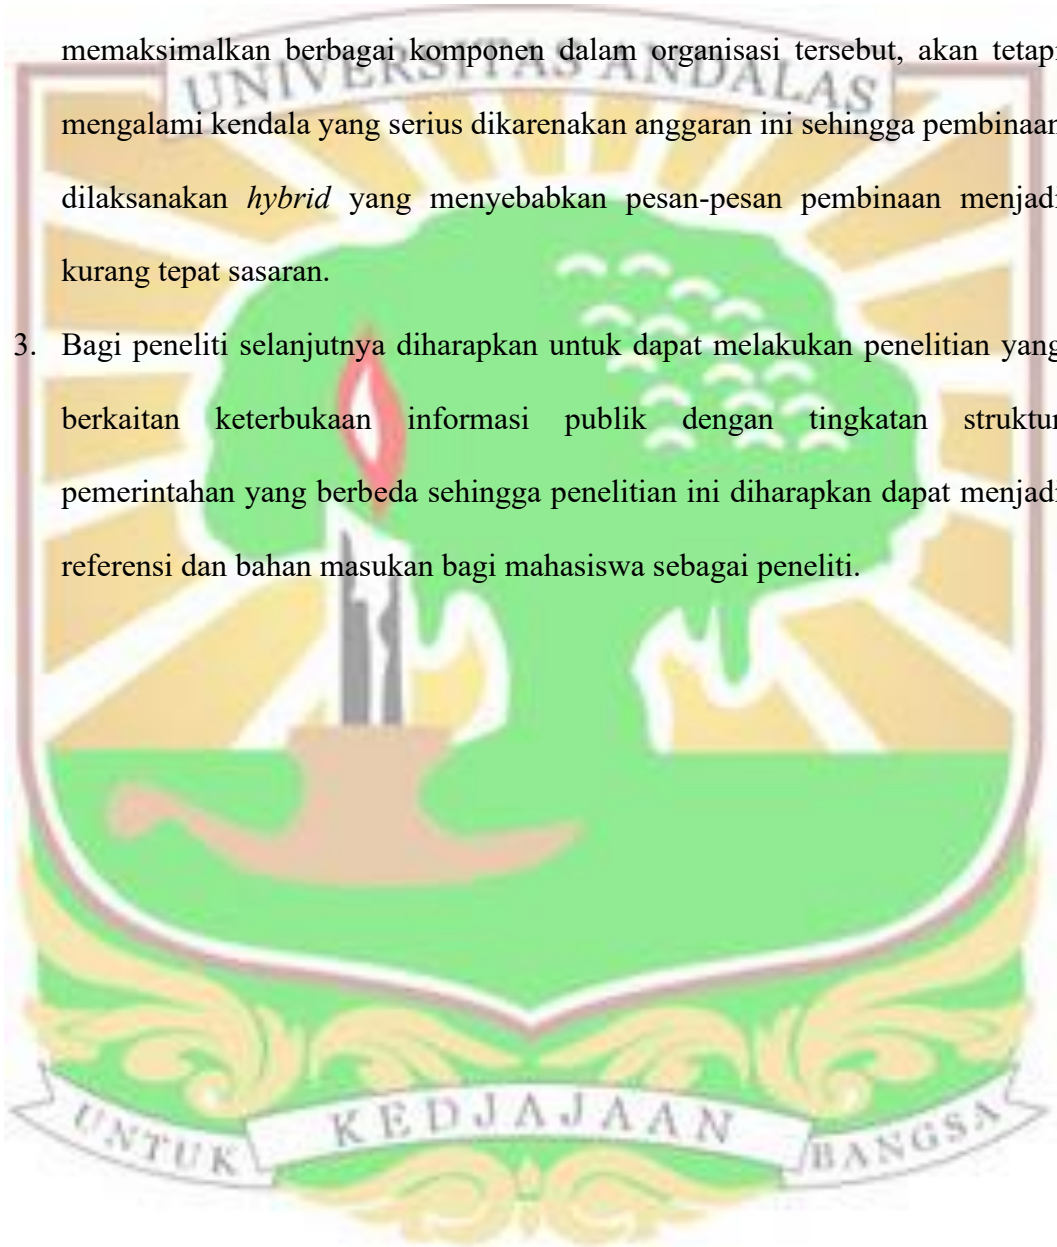 memaksimalkan berbagai komponen dalam organisasi tersebut, akan tetapi
UNIVERSITAS ANDALAS
mengalami kendala yang serius dikarenakan anggaran ini sehingga pembinaan
dilaksanakan hybrid yang menyebabkan pesan-pesan pembinaan menjadi
kurang tepat sasaran.
3. Bagi peneliti selanjutnya diharapkan untuk dapat melakukan penelitian yang
berkaitan keterbukaan informasi publik dengan tingkatan struktur
pemerintahan yang berbeda sehingga penelitian ini diharapkan dapat menjadi
referensi dan bahan masukan bagi mahasiswa sebagai peneliti.
UNTUK KEDJAJAAN BANGSA